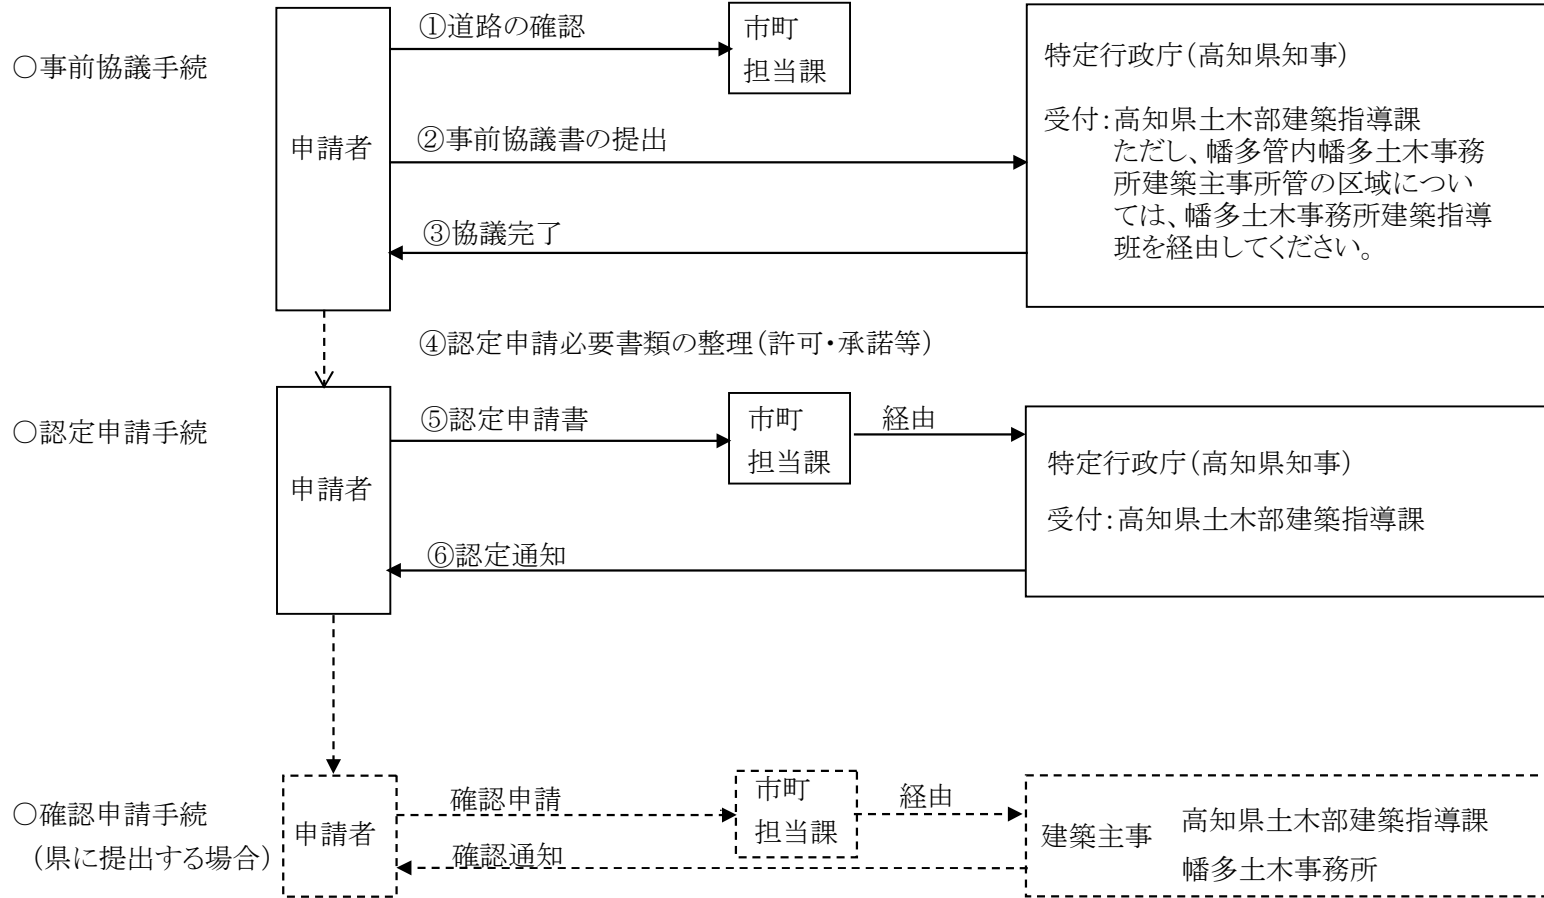 ○事前協議手続
申請者
①道路の確認
市町
担当課
②事前協議書の提出
③協議完了
特定行政庁(高知県知事)
受付:高知県土木部建築指導課
ただし、幡多管内幡多土木事務
所建築主事所管の区域につい
ては、幡多土木事務所建築指導
班を経由してください。
④認定申請必要書類の整理(許可・承諾等)
○認定申請手続
申請者
⑤認定申請書
市町
担当課
経由
⑥認定通知
特定行政庁(高知県知事)
受付:高知県土木部建築指導課
○確認申請手続
(県に提出する場合)
申請者
確認申請
市町
担当課
経由
確認通知
建築主事
高知県土木部建築指導課
幡多土木事務所